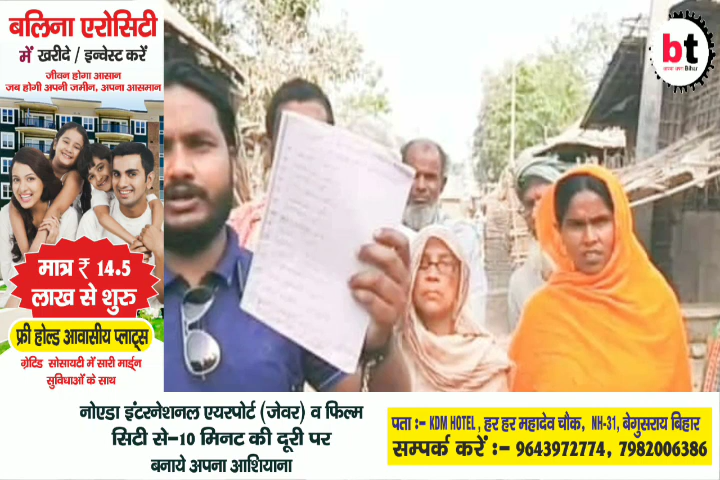 बलिना एरोसिटी
में खरीदे / इन्वेस्ट करें
जीवन होगा आसान
जब होगी अपनी जमीन, अपना आसमान
मात्र ₹ 14.5
लाख से शुरु
फ्री होल्ड आवासीय प्लाट्स
ग्रेटिड सोसायटी में सारी मार्डन
सुविधाओं के साथ
bt
Bihar
नोएडा इंटरनेशनल एयरपोर्ट (जेवर) व फिल्म
सिटी से-10 मिनट की दूरी पर
बनाये अपना आशियाना
पता :- KDM HOTEL , हर हर महादेव चौक, NH-31, बेगुसराय बिहार
सम्पर्क करें :- 9643972774, 7982006386